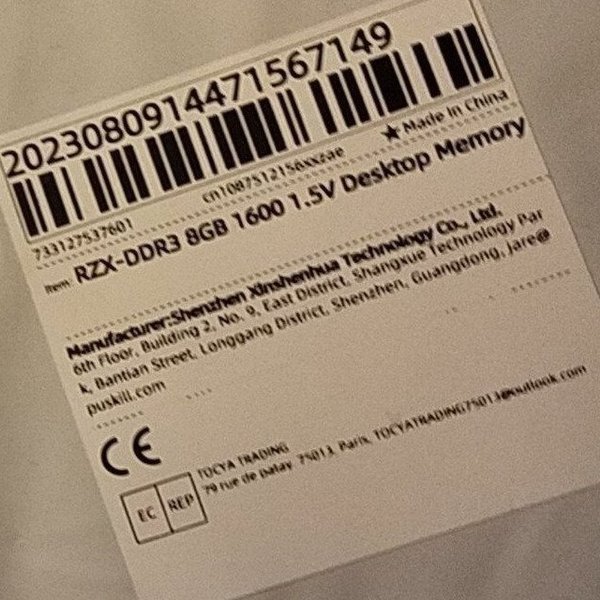 2023080914471567149
★Made In China
733127537601
cn1087512156xxzae
Item: RZX-DDR3 8GB 1600 1.5V Desktop Memory
Manufacturer:Shenzhen Xinshenhua Technology Co., Ltd.
6th Floor, Building 2, No. 9, East District, Shangxue Technology Par
k, Bantian Street, Longgang District, Shenzhen, Guangdong, Jare@
puskill.com
CE
EC REP
TOCYA TRADING
79 rue de patay, 75013, Paris, TOCYATRADING75013@outlook.com